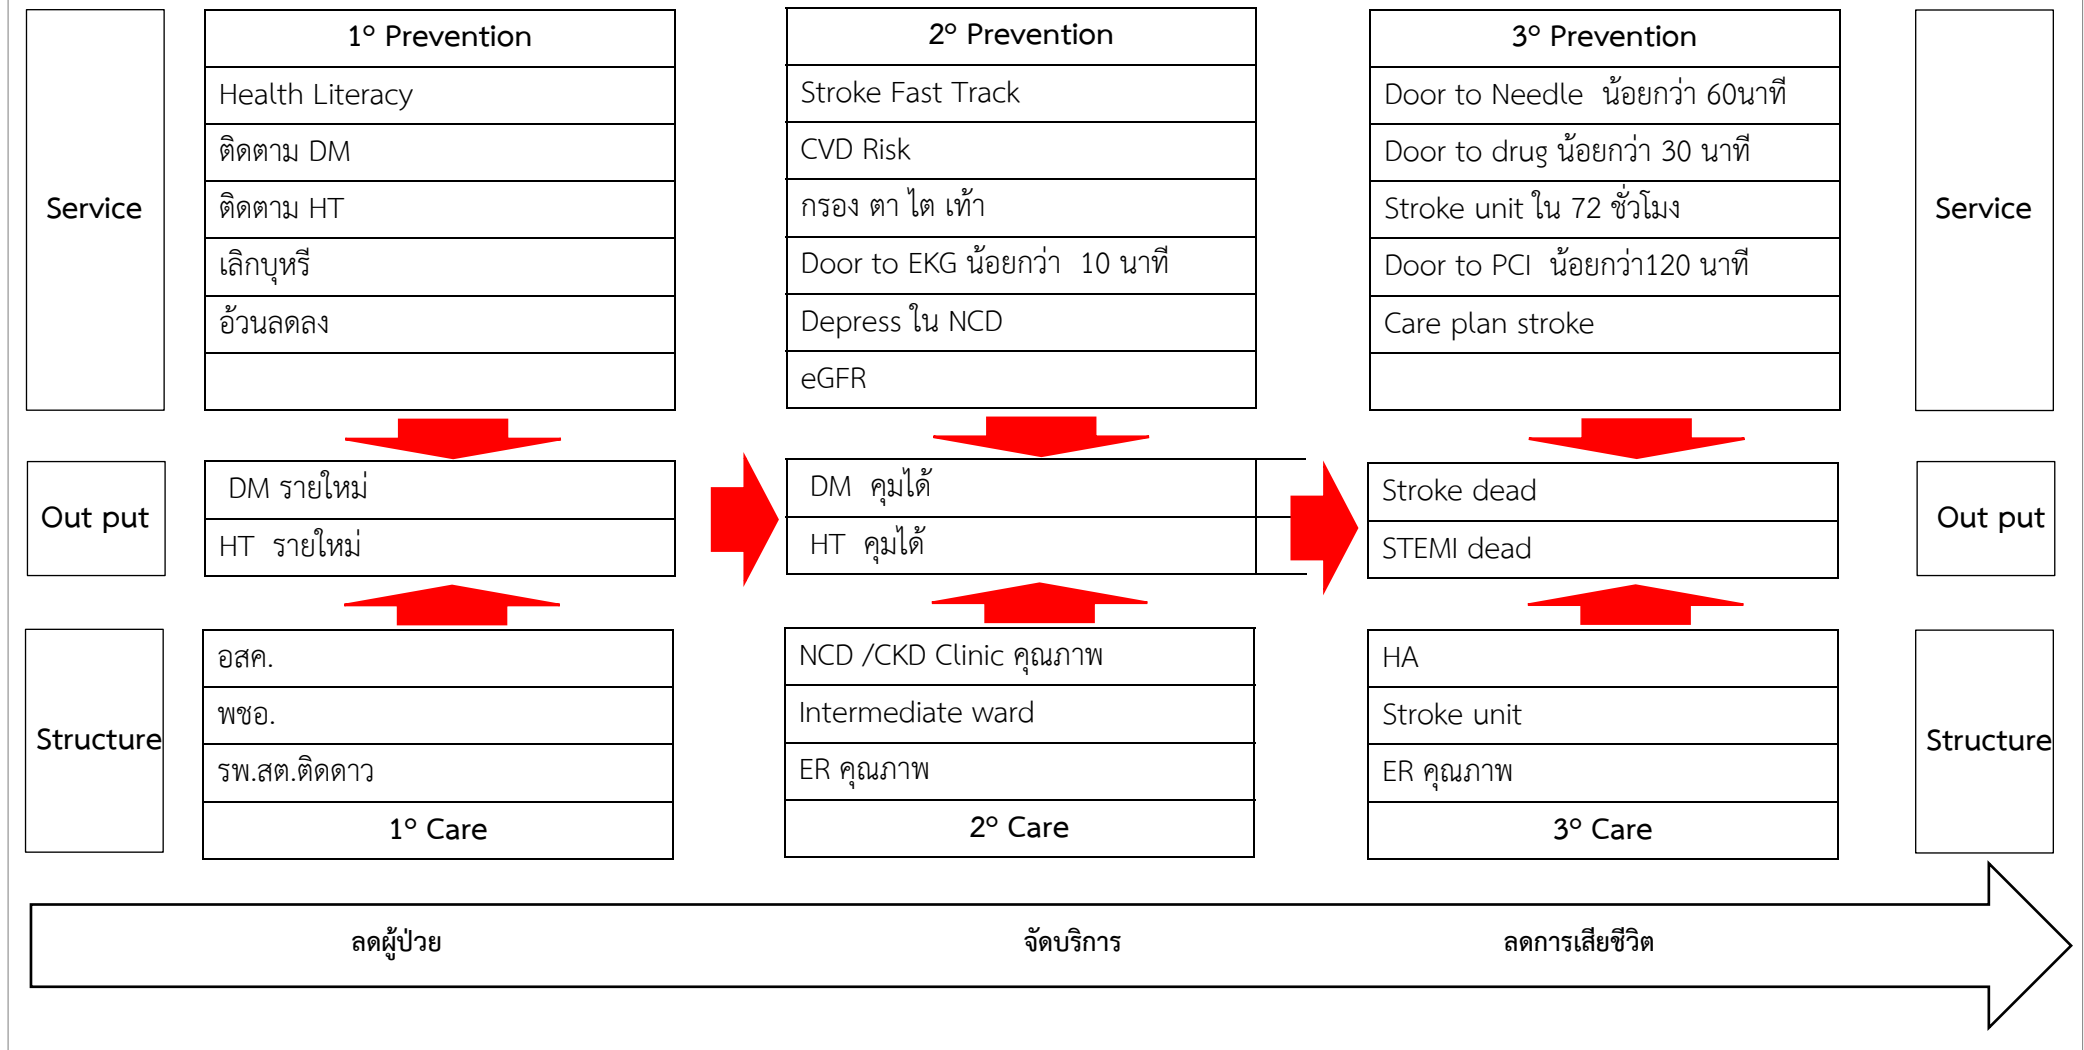 Service
1° Prevention
Health Literacy
ติดตาม DM
ติดตาม HT
เลิกบุหรี
อ้วนลดลง
2° Prevention
Stroke Fast Track
CVD Risk
กรอง ตา ไต เท้า
Door to EKG น้อยกว่า 10 นาที
Depress ใน NCD
eGFR
3° Prevention
Door to Needle น้อยกว่า 60นาที
Door to drug น้อยกว่า 30 นาที
Stroke unit ใน 72 ชั่วโมง
Door to PCI น้อยกว่า120 นาที
Care plan stroke
Service
Out put
DM รายใหม่
HT รายใหม่
DM คุมได้
HT คุมได้
Stroke dead
STEMI dead
Out put
Structure
อสค.
พชอ.
รพ.สต.ติดดาว
1° Care
NCD /CKD Clinic คุณภาพ
Intermediate ward
ER คุณภาพ
2° Care
HA
Stroke unit
ER คุณภาพ
3° Care
Structure
ลดผู้ป่วย
จัดบริการ
ลดการเสียชีวิต